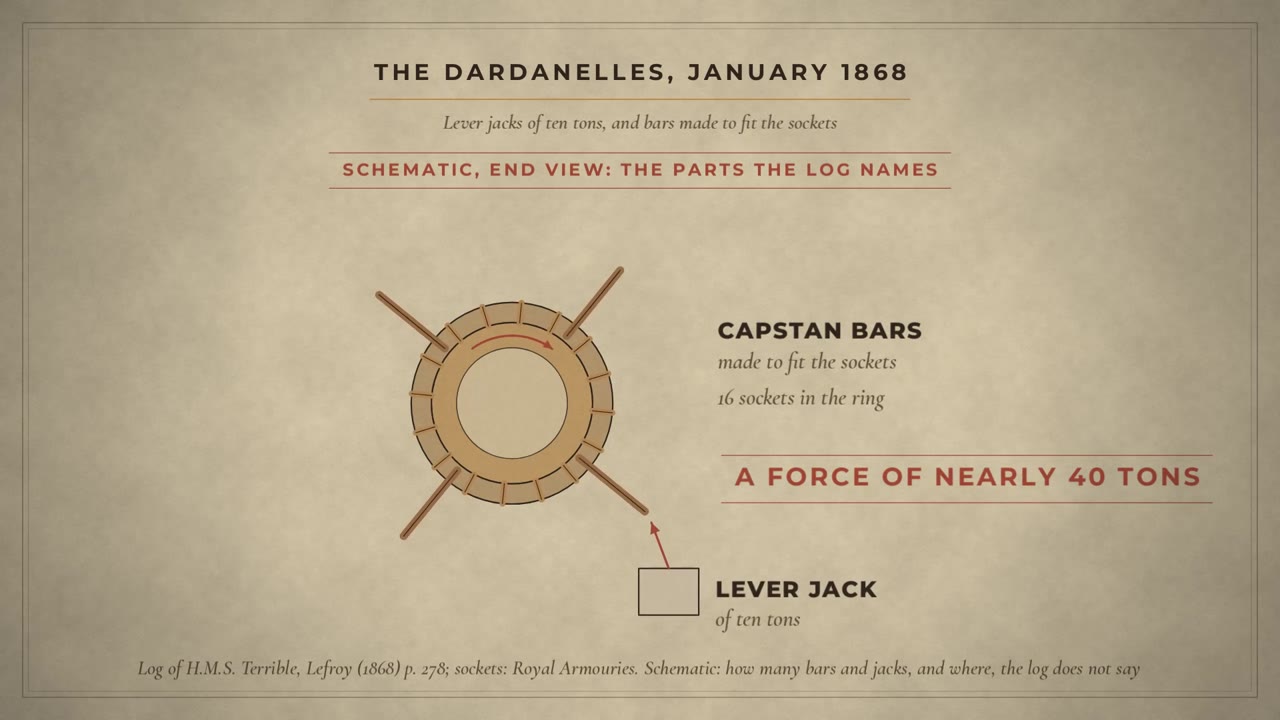 THE DARDANELLES, JANUARY 1868
Lever jacks of ten tons, and bars made to fit the sockets
SCHEMATIC, END VIEW: THE PARTS THE LOG NAMES
CAPSTAN BARS
made to fit the sockets
16 sockets in the ring
A FORCE OF NEARLY 40 TONS
LEVER JACK
of ten tons
Log of H.M.S. Terrible, Lefroy (1868) p. 278; sockets: Royal Armouries. Schematic: how many bars and jacks, and where, the log does not say